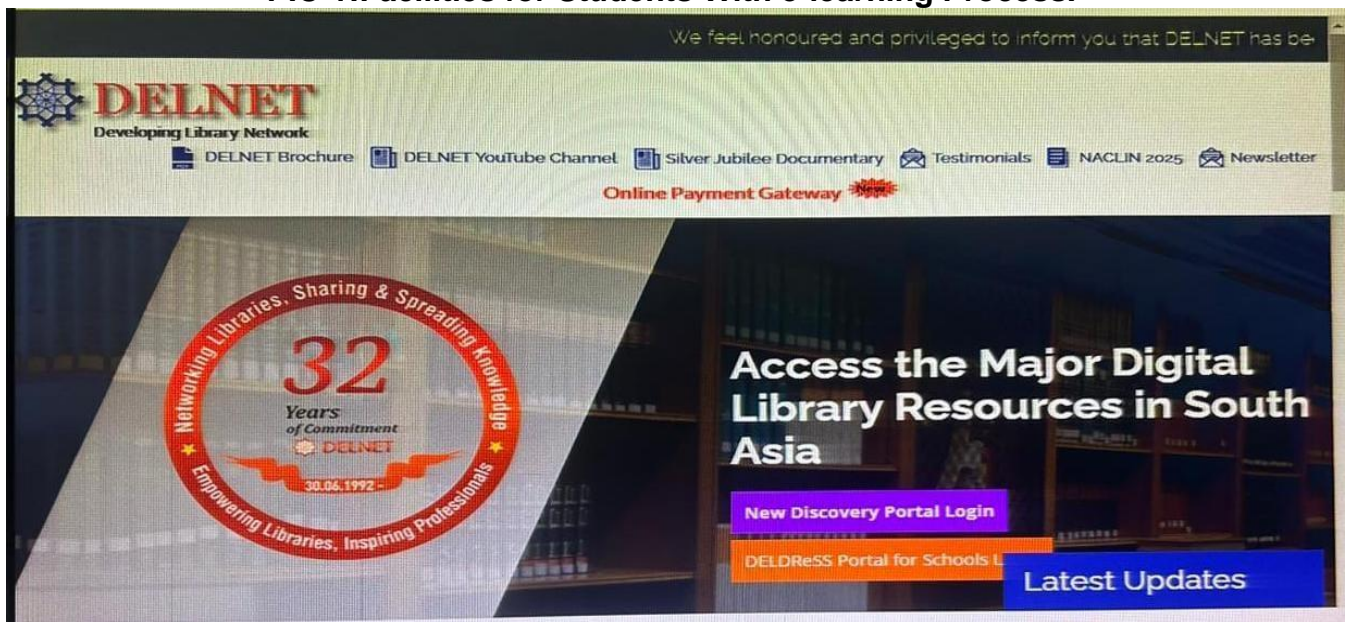 We feel honoured and privileged to inform you that DELNET has be
DELNET
Developing Library Network
DELNET Brochure DELNET YouTube Channel Silver Jubilee Documentary Testimonials NACLIN 2025 Newsletter
Online Payment Gateway New
Networking Libraries, Sharing & Spreading Knowledge
32
Years
of Commitment
DELNET
30.06.1992 -
Empowering Libraries, Inspiring Professionals
Access the Major Digital
Library Resources in South
Asia
New Discovery Portal Login
DELDReSS Portal for Schools L
Latest Updates